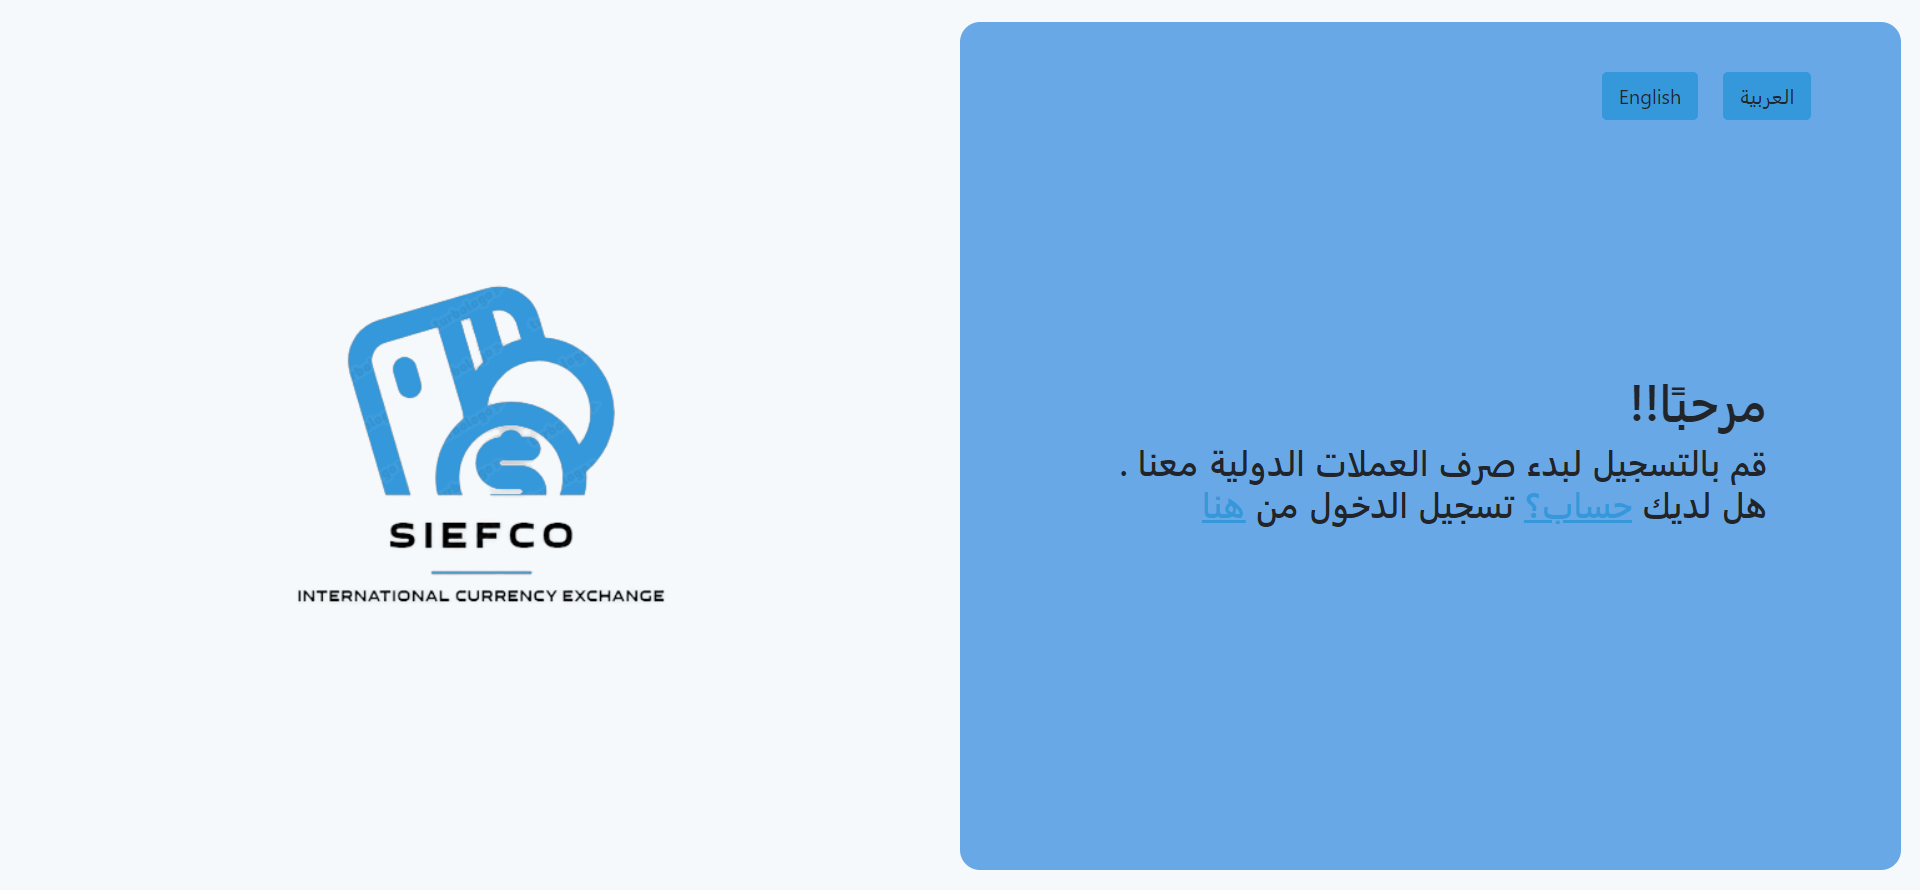 SIEFCO
INTERNATIONAL CURRENCY EXCHANGE
العربية
English
مرحبًا!!
قم بالتسجيل لبدء صرف العملات الدولية معنا .
هل لديك حساب؟ تسجيل الدخول من هنا